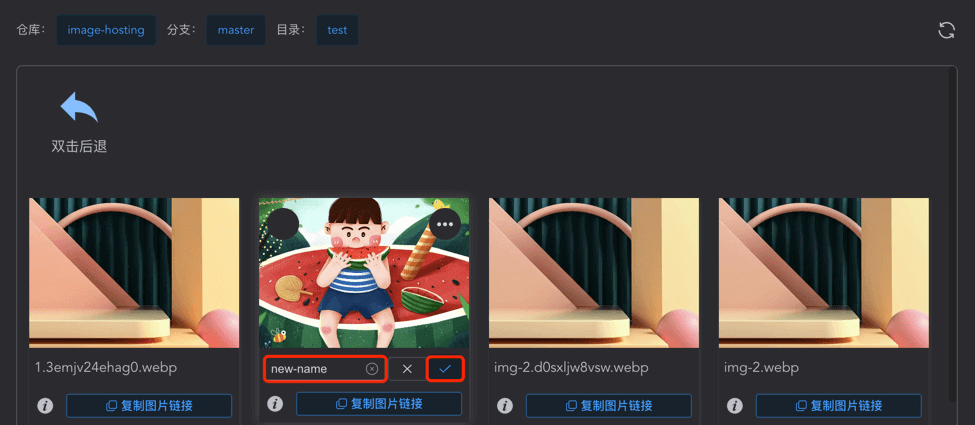 仓库： image-hosting 分支： master 目录： test
双击后退
1.3emjv24ehag0.webp new-name img-2.d0sxljw8vsw.webp img-2.webp
复制图片链接 复制图片链接 复制图片链接 复制图片链接